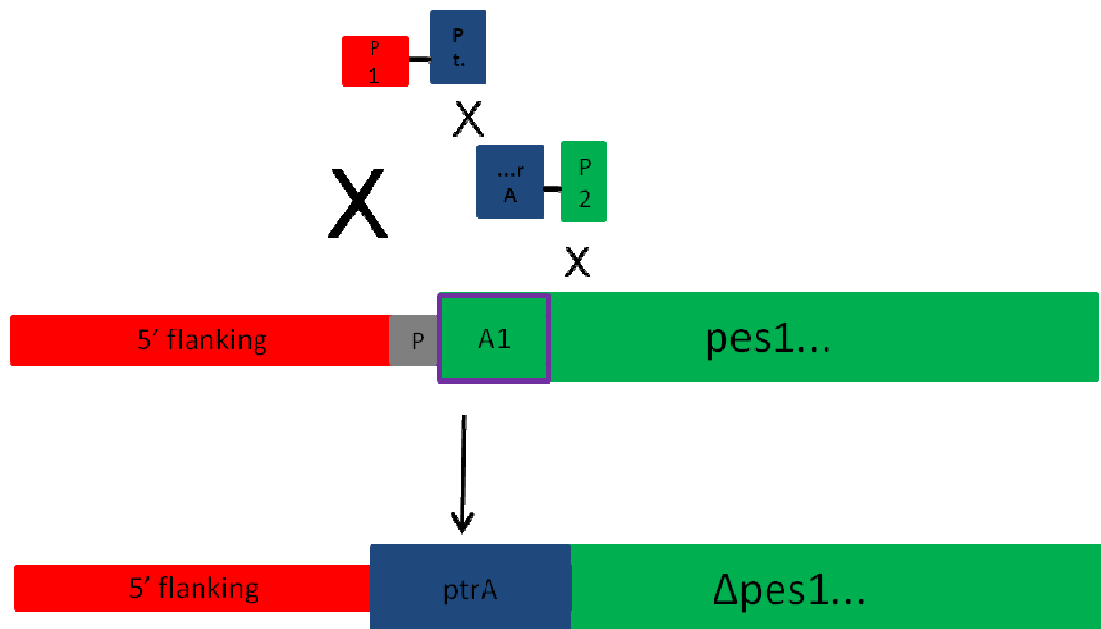 P
1
P
t.
X
...r
A
P
2
X
X
5' flanking
P
A1
pes1...
5' flanking
ptrA
Δpes1...